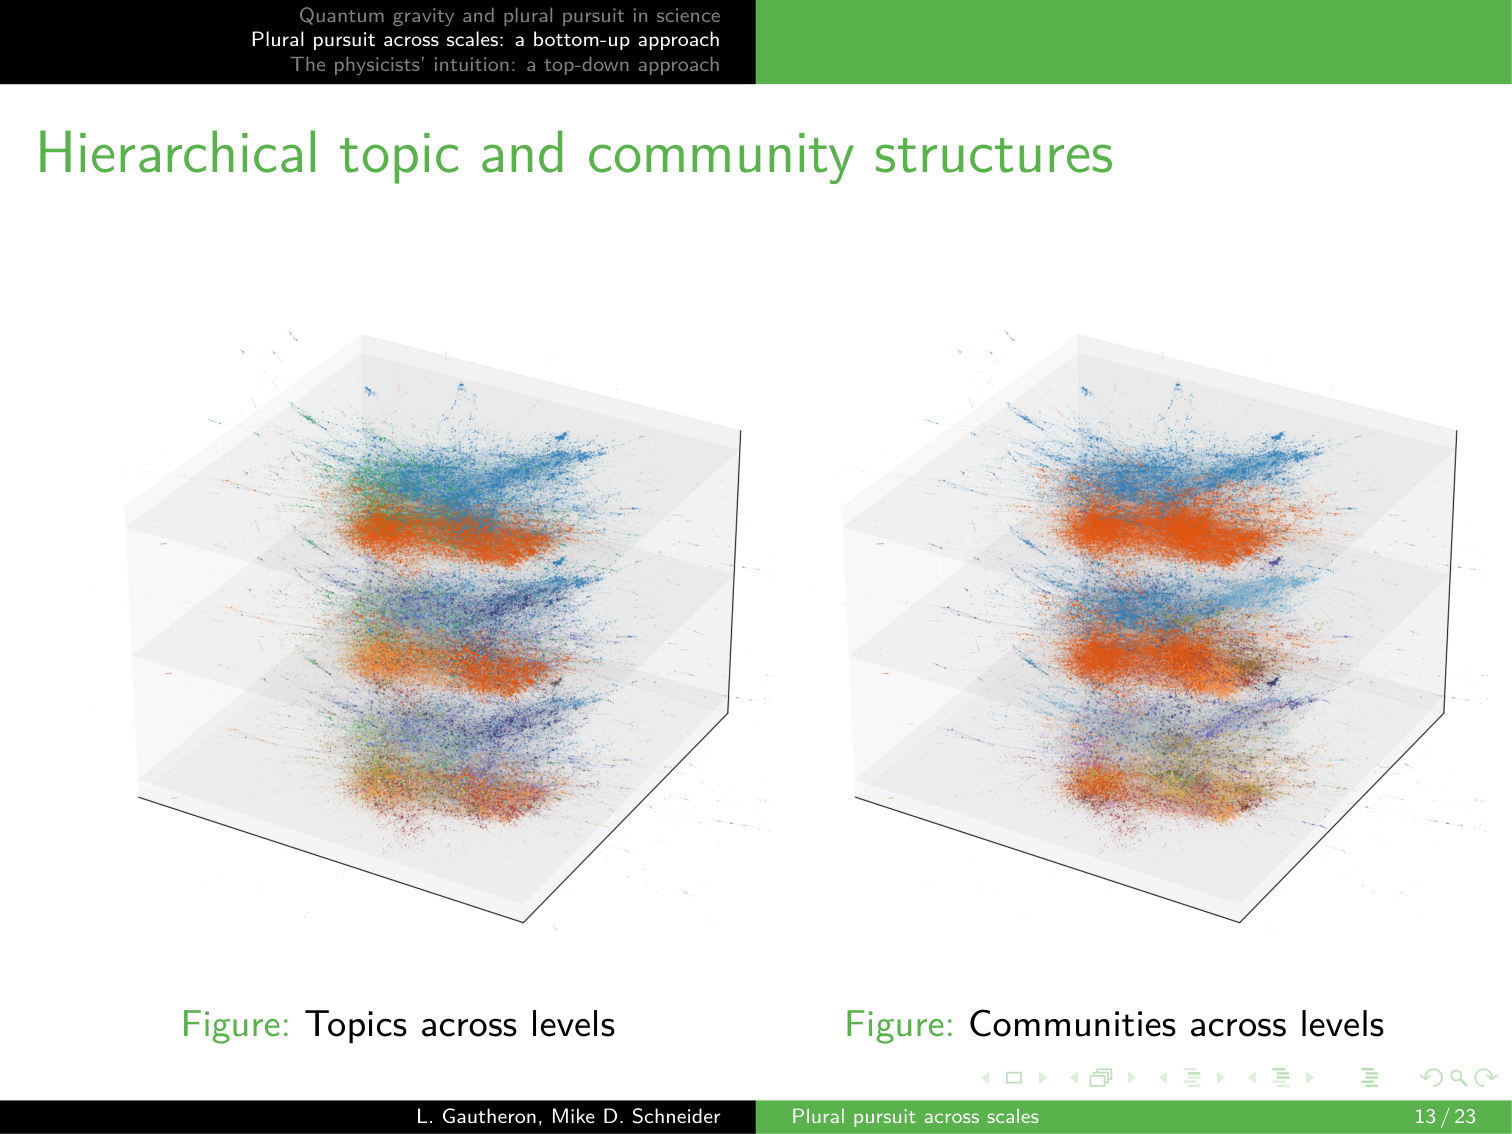 Quantum gravity and plural pursuit in science
Plural pursuit across scales: a bottom-up approach
The physicists' intuition: a top-down approach
Hierarchical topic and community structures
Figure: Topics across levels
Figure: Communities across levels
L. Gautheron, Mike D. Schneider
Plural pursuit across scales
13 / 23